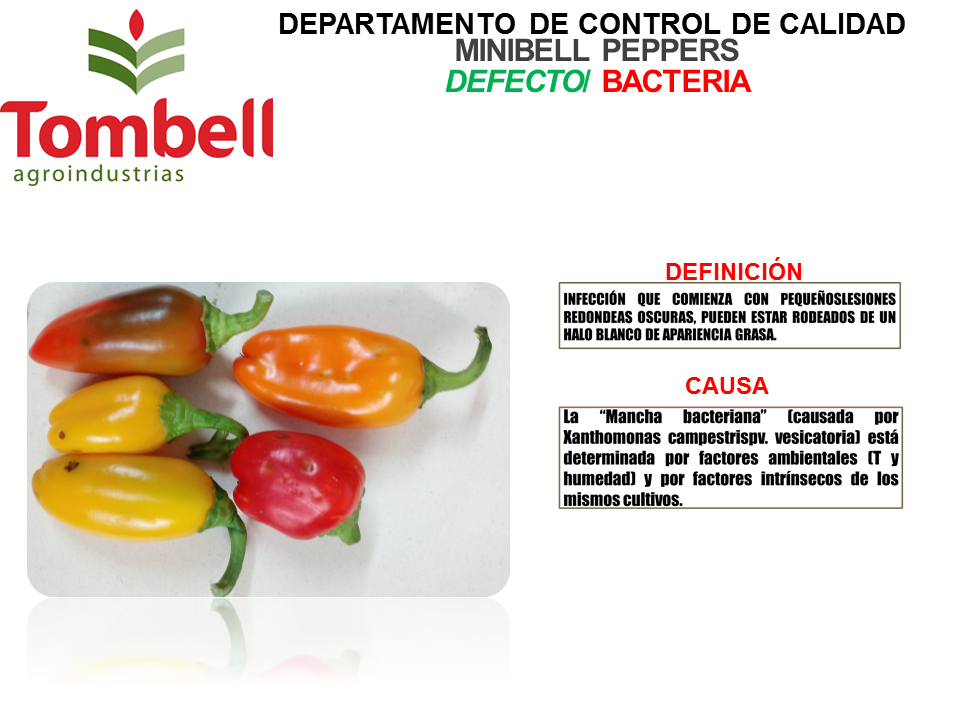 DEPARTAMENTO DE CONTROL DE CALIDAD
MINIBELL PEPPERS
DEFECTO/ BACTERIA
Tombell
agroindustrias
DEFINICIÓN
INFECCIÓN QUE COMIENZA CON PEQUEÑOSLESIONES
REDONDEAS OSCURAS, PUEDEN ESTAR RODEADOS DE UN
HALO BLANCO DE APARIENCIA GRASA.
CAUSA
La “Mancha bacteriana” (causada por
Xanthomonas campestrispv. vesicatoria) está
determinada por factores ambientales (T y
humedad) y por factores intrínsecos de los
mismos cultivos.